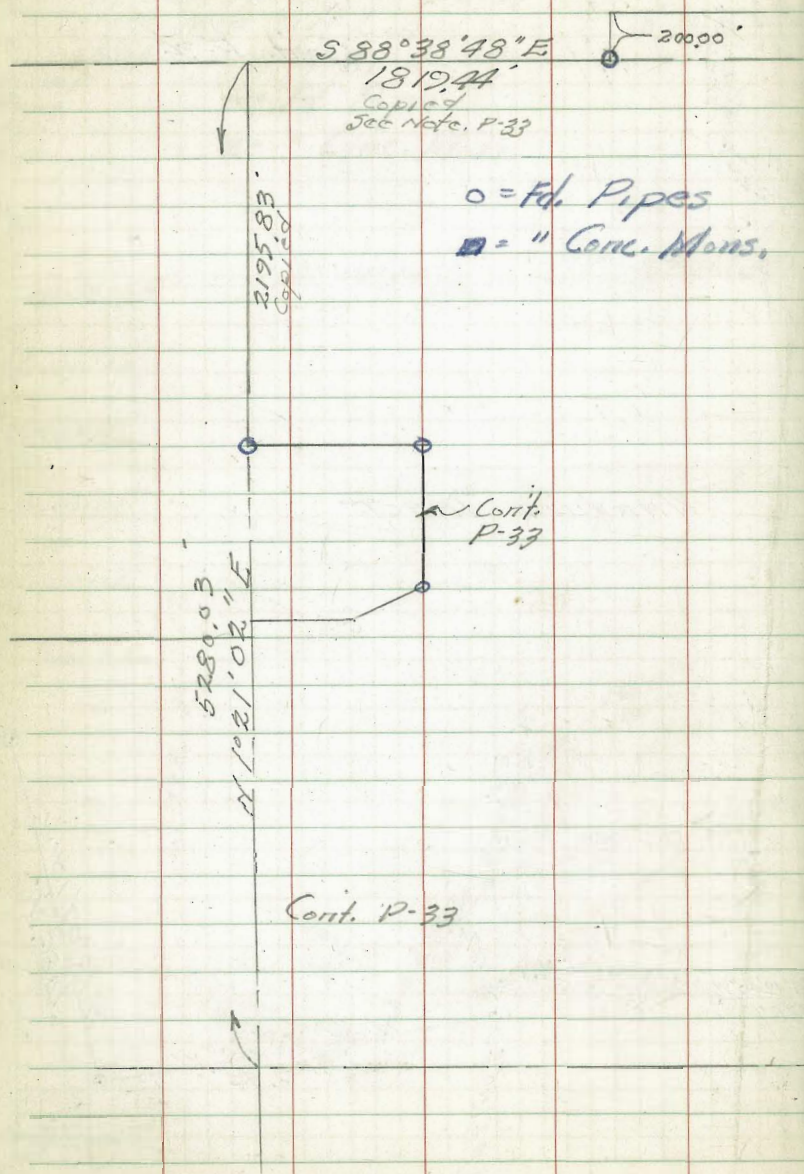 S 88°38'48" E
200.00'
1819.44'
Copied
See Note. P-33
o = Fd. Pipes
■ = " Conc. Mons.
2195.83'
Copied
Cont.
P-33
5280.03'
N 1°21'02" E
Cont. P-33